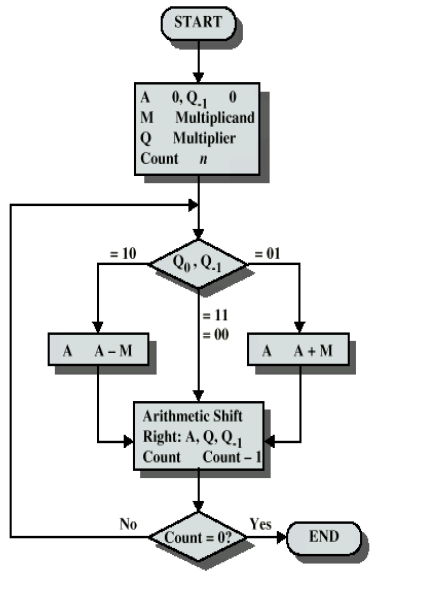 START
A 0, Q-1 0
M Multiplicand
Q Multiplier
Count n
= 10
Q0, Q-1
= 01
= 11
= 00
A A – M
A A + M
Arithmetic Shift
Right: A, Q, Q-1
Count Count – 1
No
Count = 0?
Yes
END